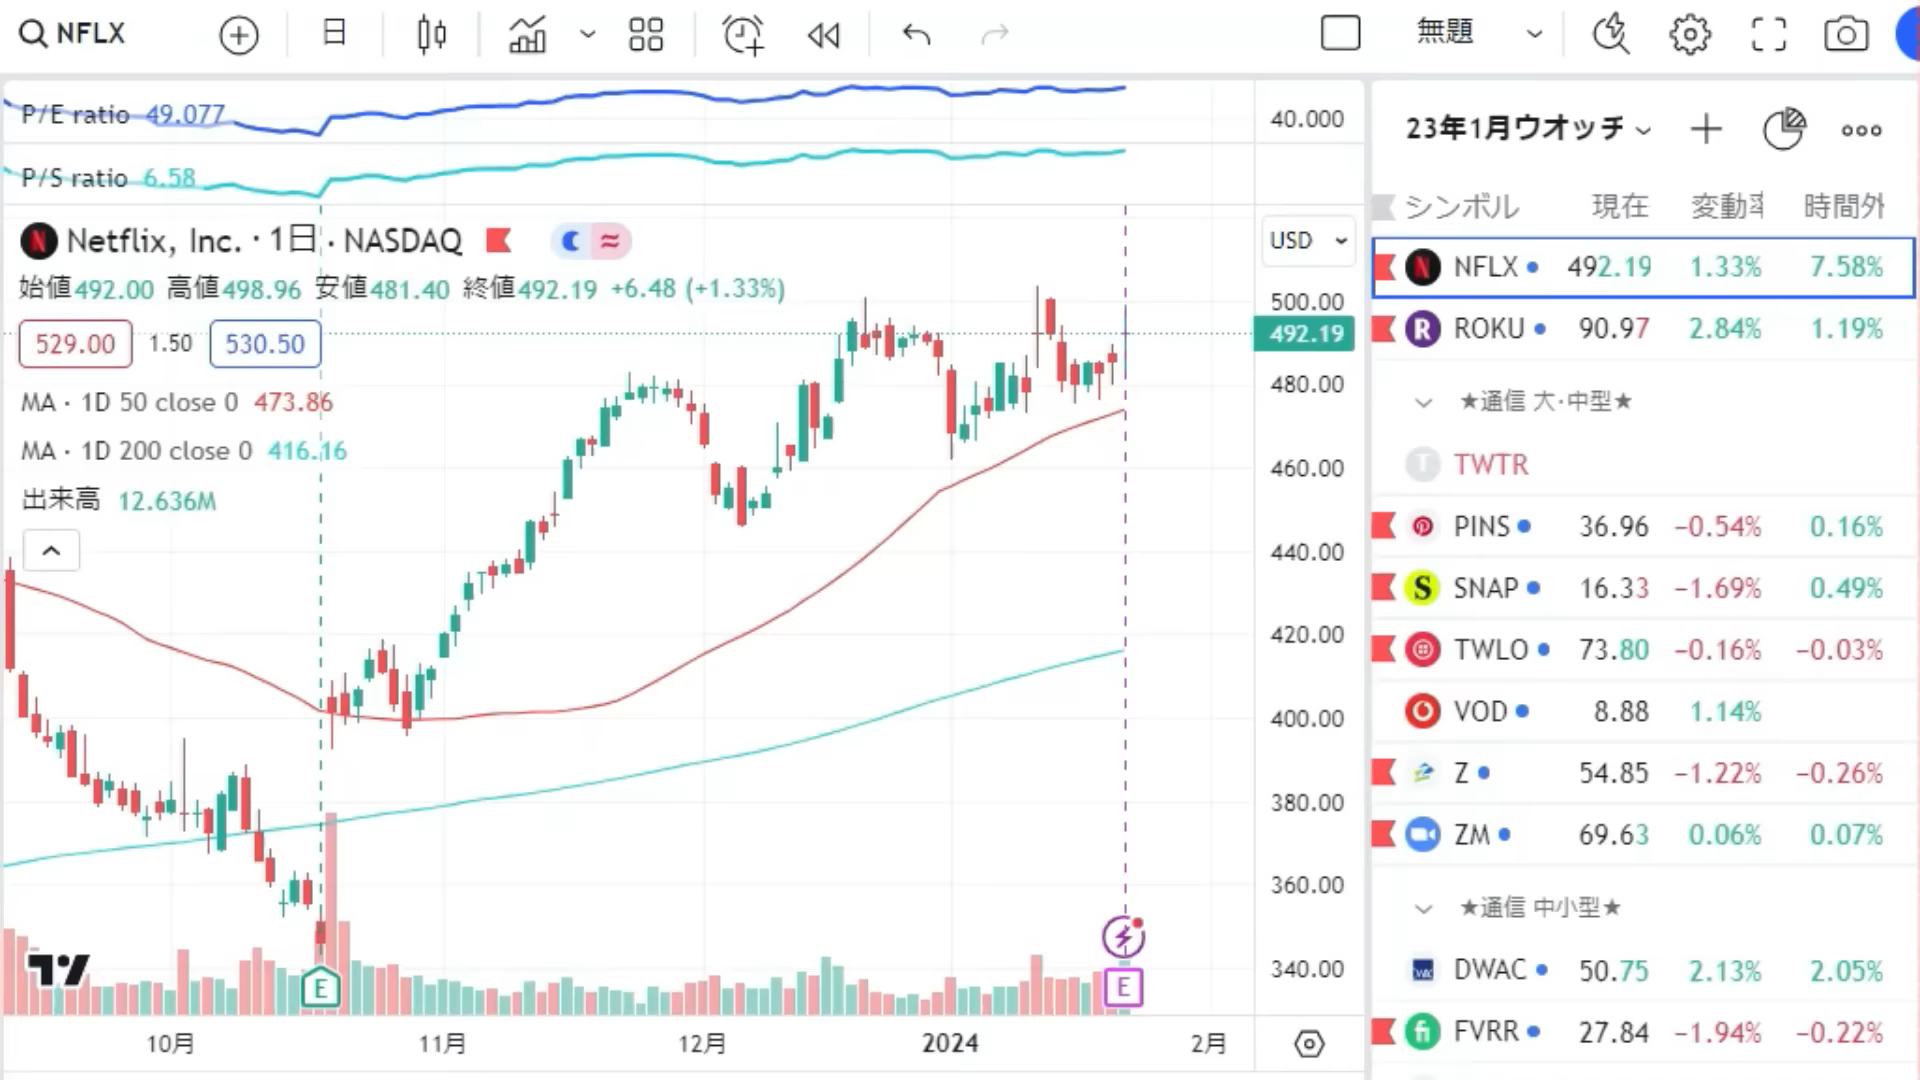 NFLX 日 無題
P/E ratio 49.077 40.000
P/S ratio 6.58
Netflix, Inc. · 1日 · NASDAQ USD
始値492.00 高値498.96 安値481.40 終値492.19 +6.48 (+1.33%)
529.00 1.50 530.50
MA · 1D 50 close 0 473.86
MA · 1D 200 close 0 416.16
出来高 12.636M
500.00
492.19
480.00
460.00
440.00
420.00
400.00
380.00
360.00
340.00
E E
10月 11月 12月 2024 2月
23年1月ウオッチ
シンボル 現在 変動率 時間外
NFLX 492.19 1.33% 7.58%
R ROKU 90.97 2.84% 1.19%
★通信 大·中型★
T TWTR
PINS 36.96 −0.54% 0.16%
S SNAP 16.33 −1.69% 0.49%
TWLO 73.80 −0.16% −0.03%
VOD 8.88 1.14%
Z 54.85 −1.22% −0.26%
ZM 69.63 0.06% 0.07%
★通信 中小型★
DWAC 50.75 2.13% 2.05%
fi FVRR 27.84 −1.94% −0.22%